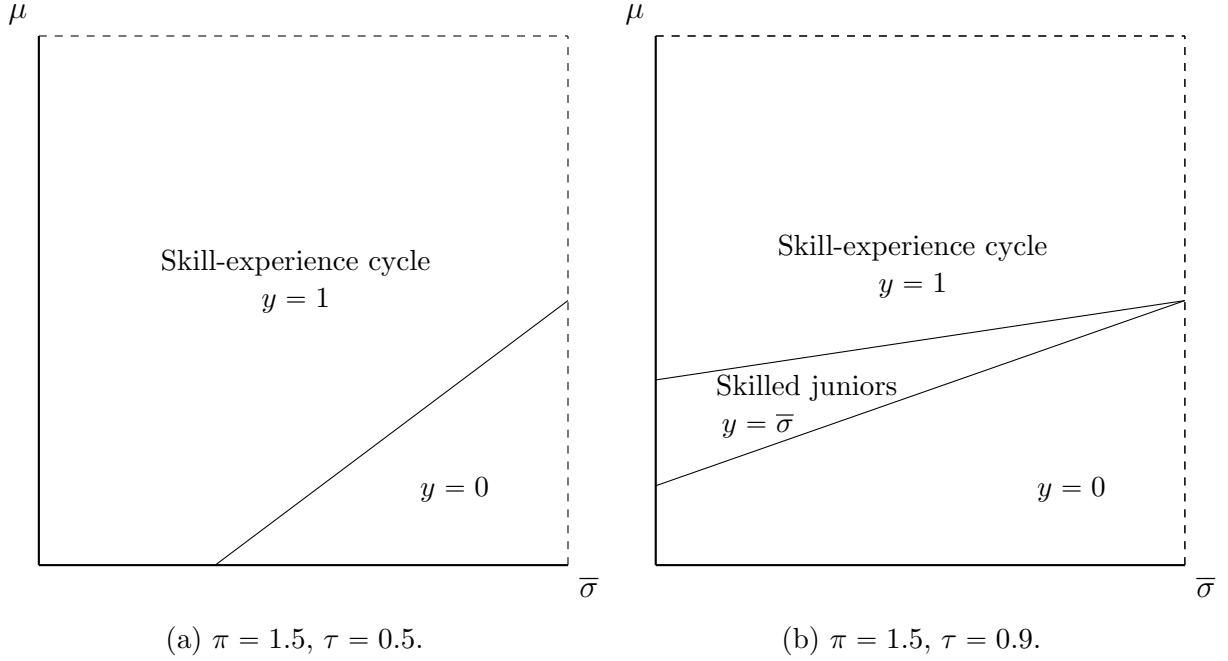 μ
Skill-experience cycle
y = 1
y = 0
σ̅
(a) π = 1.5, τ = 0.5.
μ
Skill-experience cycle
y = 1
Skilled juniors
y = σ̅
y = 0
σ̅
(b) π = 1.5, τ = 0.9.